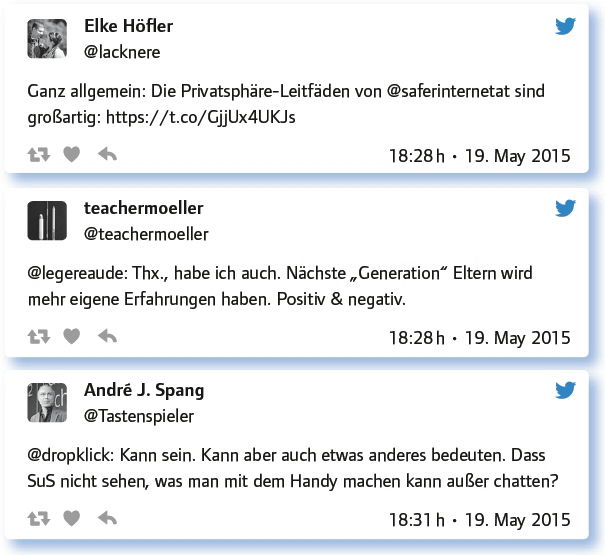 Elke Höfler
@lacknere
Ganz allgemein: Die Privatsphäre-Leitfäden von @saferinternetat sind
großartig: https://t.co/GjjUx4UKJs
18:28 h • 19. May 2015
teachermoeller
@teachermoeller
@legereaude: Thx., habe ich auch. Nächste „Generation“ Eltern wird
mehr eigene Erfahrungen haben. Positiv & negativ.
18:28 h • 19. May 2015
André J. Spang
@Tastenspieler
@dropklick: Kann sein. Kann aber auch etwas anderes bedeuten. Dass
SuS nicht sehen, was man mit dem Handy machen kann außer chatten?
18:31 h • 19. May 2015